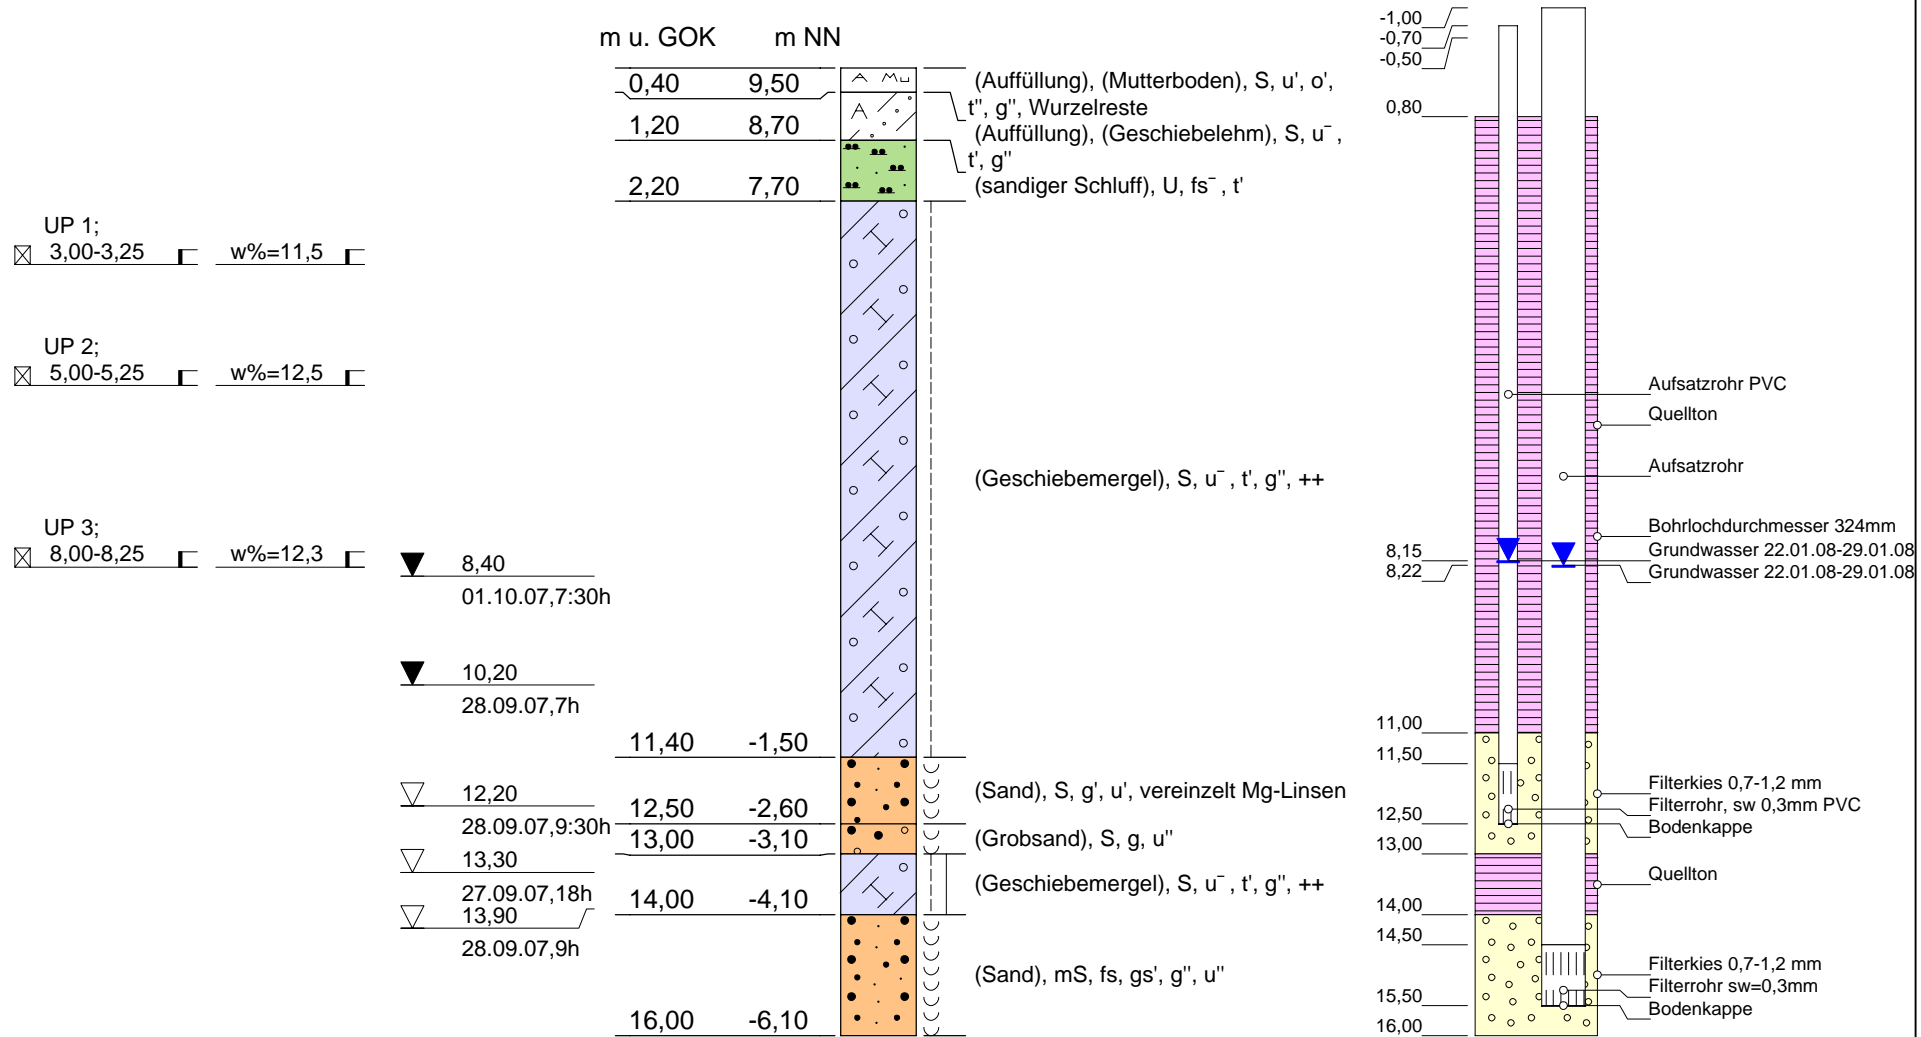 m u. GOK m NN
0,40 9,50
1,20 8,70
2,20 7,70
11,40 -1,50
12,50 -2,60
13,00 -3,10
14,00 -4,10
16,00 -6,10
UP 1;
3,00-3,25 w%=11,5
UP 2;
5,00-5,25 w%=12,5
UP 3;
8,00-8,25 w%=12,3
8,40
01.10.07,7:30h
10,20
28.09.07,7h
12,20
28.09.07,9:30h
13,30
27.09.07,18h
13,90
28.09.07,9h
A Mu
A
(Auffüllung), (Mutterboden), S, u', o',
t'', g'', Wurzelreste
(Auffüllung), (Geschiebelehm), S, u¯,
t', g''
(sandiger Schluff), U, fs¯, t'
(Geschiebemergel), S, u¯, t', g'', ++
(Sand), S, g', u', vereinzelt Mg-Linsen
(Grobsand), S, g, u''
(Geschiebemergel), S, u¯, t', g'', ++
(Sand), mS, fs, gs', g'', u''
-1,00
-0,70
-0,50
0,80
8,15
8,22
11,00
11,50
12,50
13,00
14,00
14,50
15,50
16,00
Aufsatzrohr PVC
Quellton
Aufsatzrohr
Bohrlochdurchmesser 324mm
Grundwasser 22.01.08-29.01.08
Grundwasser 22.01.08-29.01.08
Filterkies 0,7-1,2 mm
Filterrohr, sw 0,3mm PVC
Bodenkappe
Quellton
Filterkies 0,7-1,2 mm
Filterrohr sw=0,3mm
Bodenkappe